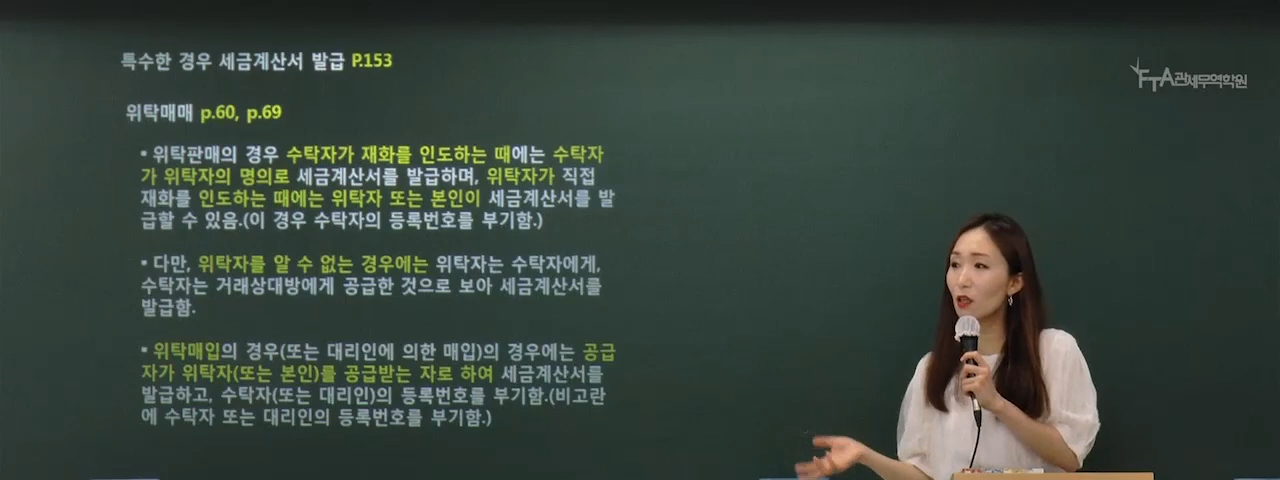 특수한 경우 세금계산서 발급 P.153
FTA관세무역학원
위탁매매 p.60, p.69
▪ 위탁판매의 경우 수탁자가 재화를 인도하는 때에는 수탁자
가 위탁자의 명의로 세금계산서를 발급하며, 위탁자가 직접
재화를 인도하는 때에는 위탁자 또는 본인이 세금계산서를 발
급할 수 있음.(이 경우 수탁자의 등록번호를 부기함.)
▪ 다만, 위탁자를 알 수 없는 경우에는 위탁자는 수탁자에게,
수탁자는 거래상대방에게 공급한 것으로 보아 세금계산서를
발급함.
▪ 위탁매입의 경우(또는 대리인에 의한 매입)의 경우에는 공급
자가 위탁자(또는 본인)를 공급받는 자로 하여 세금계산서를
발급하고, 수탁자(또는 대리인)의 등록번호를 부기함.(비고란
에 수탁자 또는 대리인의 등록번호를 부기함.)